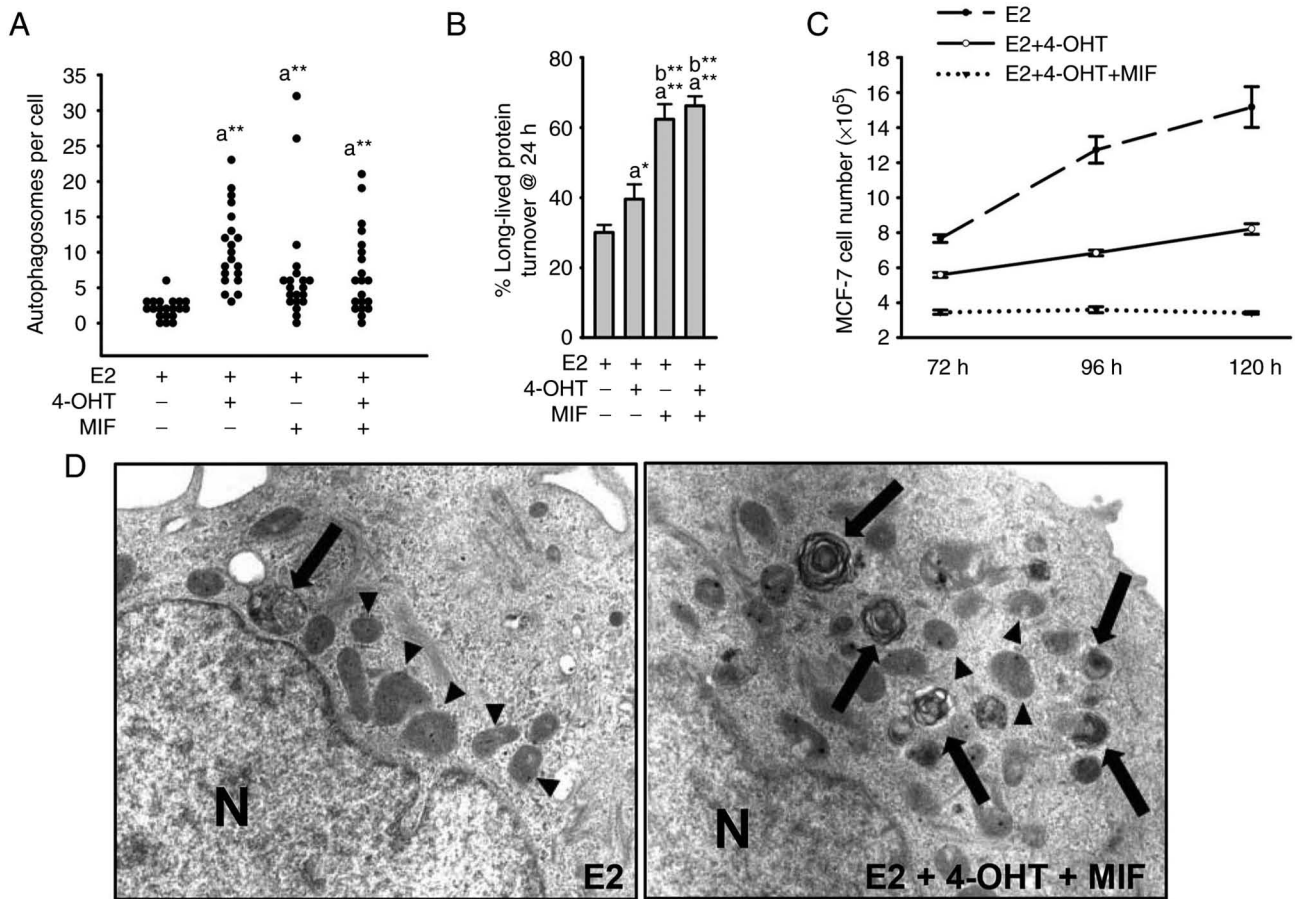 A
Autophagosomes per cell
35
30
25
20
15
10
5
0
a**
a**
a**
E2 + + + +
4-OHT – + – +
MIF – – + +
B
% Long-lived protein
turnover @ 24 h
80
60
40
20
0
a*
b**
a**
b**
a**
E2 + + + +
4-OHT – + – +
MIF – – + +
C
E2
E2+4-OHT
E2+4-OHT+MIF
MCF-7 cell number (×10⁵)
18
16
14
12
10
8
6
4
2
72 h 96 h 120 h
D
N
E2
N
E2 + 4-OHT + MIF